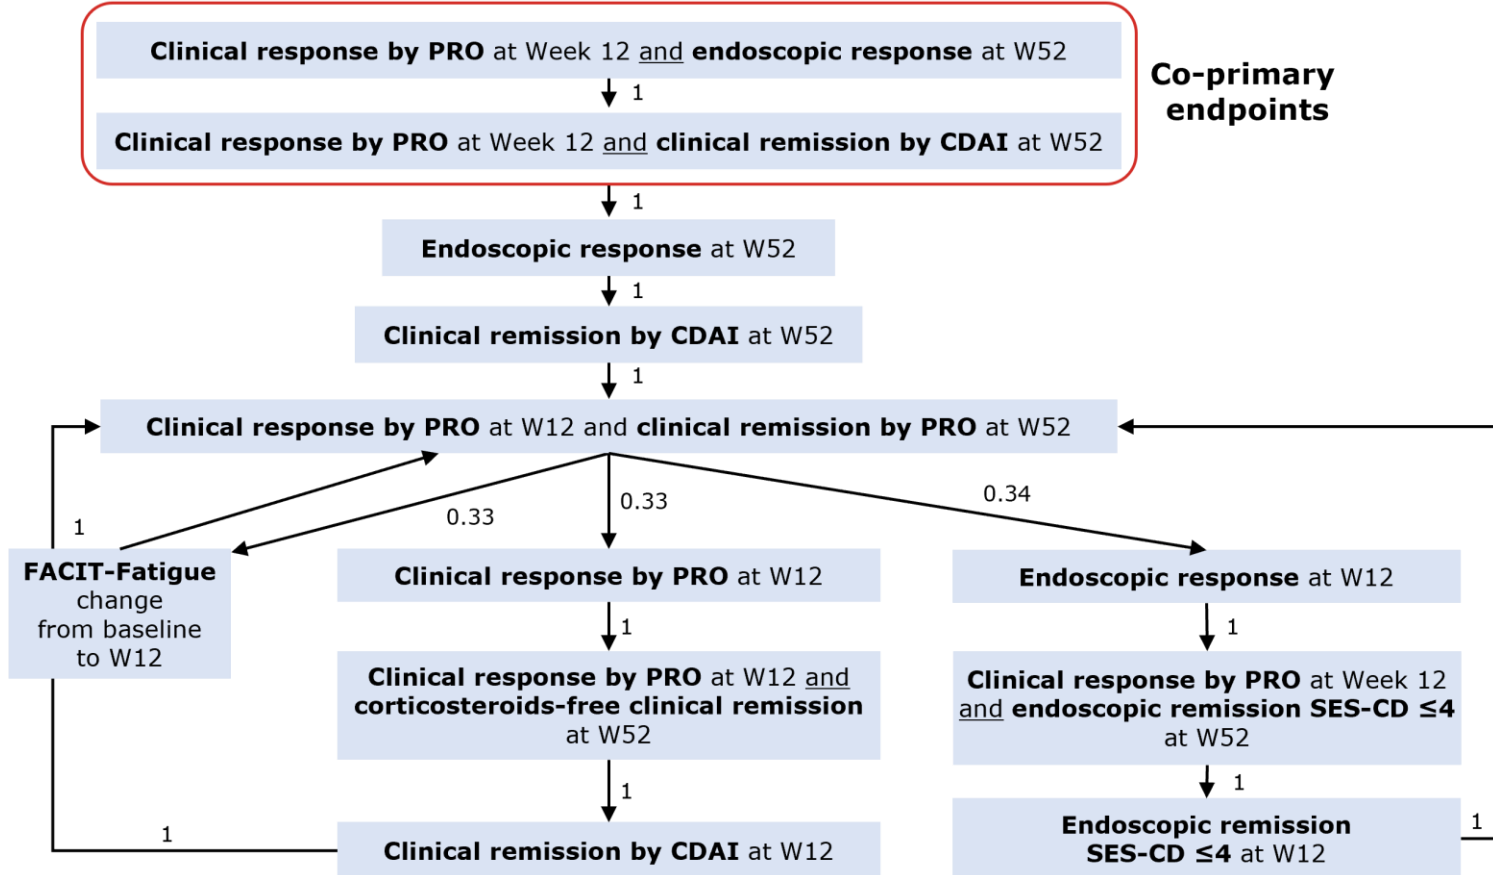 Clinical response by PRO at Week 12 and endoscopic response at W52
1
Clinical response by PRO at Week 12 and clinical remission by CDAI at W52
Co-primary
endpoints
1
Endoscopic response at W52
1
Clinical remission by CDAI at W52
1
Clinical response by PRO at W12 and clinical remission by PRO at W52
1
0.33
0.33
0.34
FACIT-Fatigue
change
from baseline
to W12
Clinical response by PRO at W12
1
Clinical response by PRO at W12 and
corticosteroids-free clinical remission
at W52
1
Clinical remission by CDAI at W12
1
Endoscopic response at W12
1
Clinical response by PRO at Week 12
and endoscopic remission SES-CD ≤4
at W52
1
Endoscopic remission
SES-CD ≤4 at W12
1